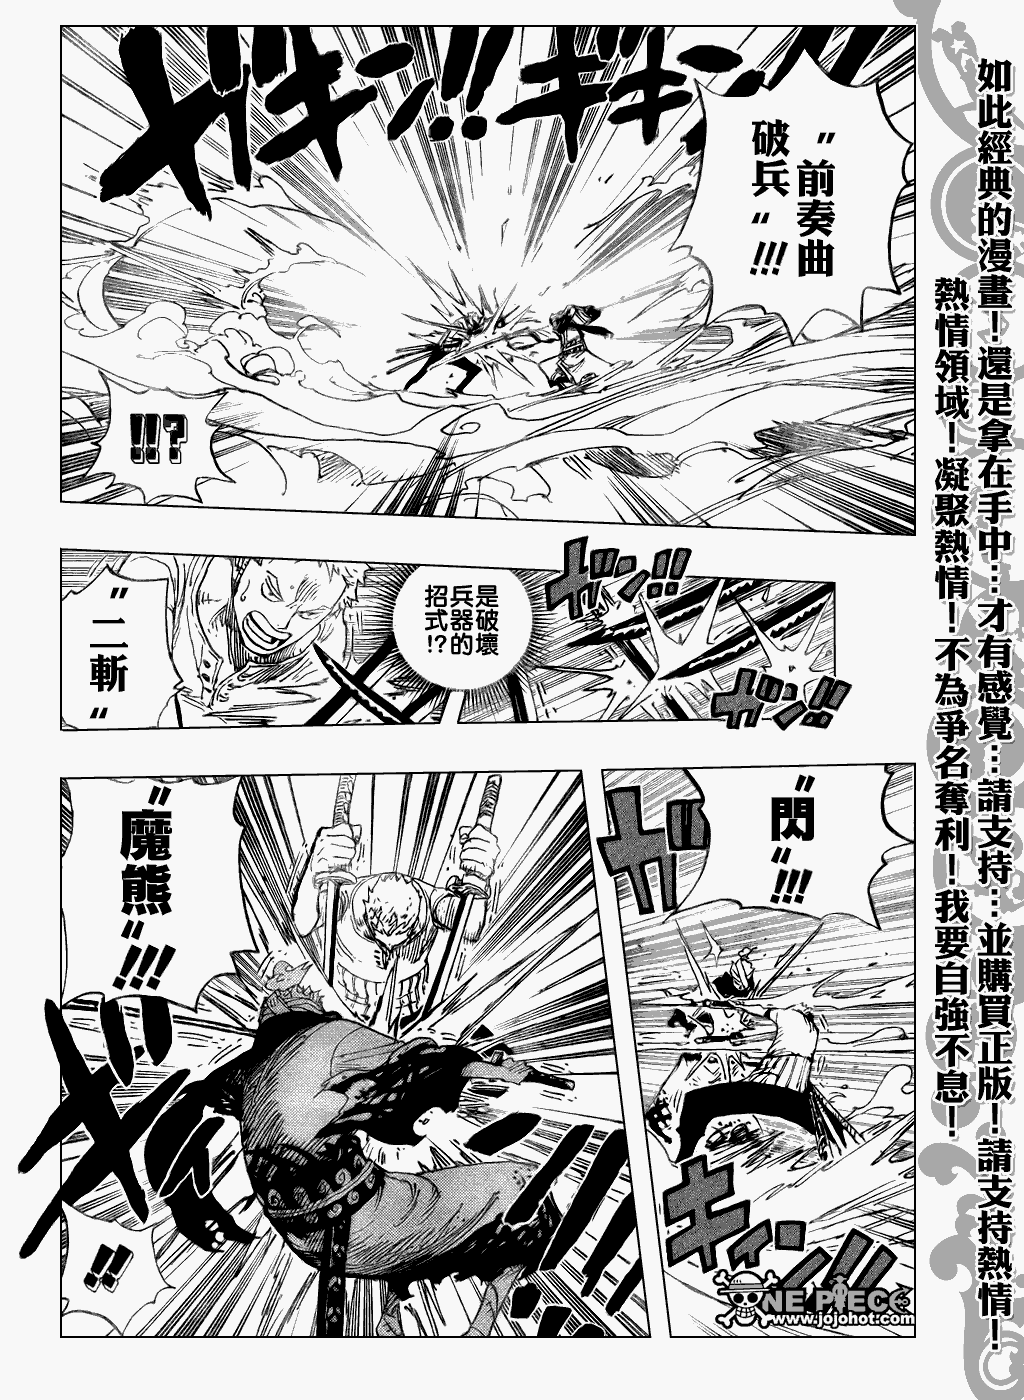 ギギン!!
ギギン
"前奏曲
破兵"!!!
!!?
ガン!!
是破壞
兵器的
招式!?
"二斬"
ガン!!
"閃"!!!
ガ
キィン!!
"魔熊"!!!
ガギィ
!!
ONE PIECE
www.jojohot.com
如此經典的漫畫!還是拿在手中…才有感覺…請支持…並購買正版!請支持熱情!
熱情領域!凝聚熱情!不為爭名奪利!我要自強不息!